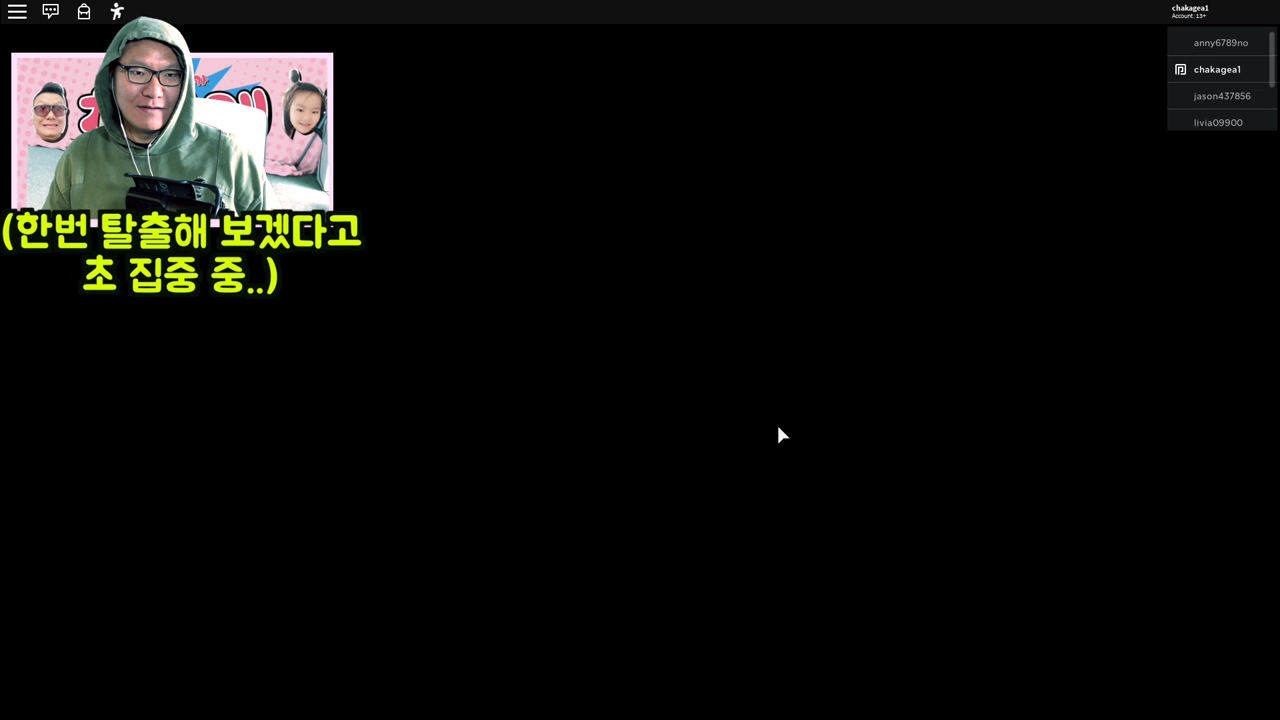 chakagea1
Account: 13+
anny6789no
chakagea1
jason437856
livia09900
(한번 탈출해 보겠다고
초 집중 중..)